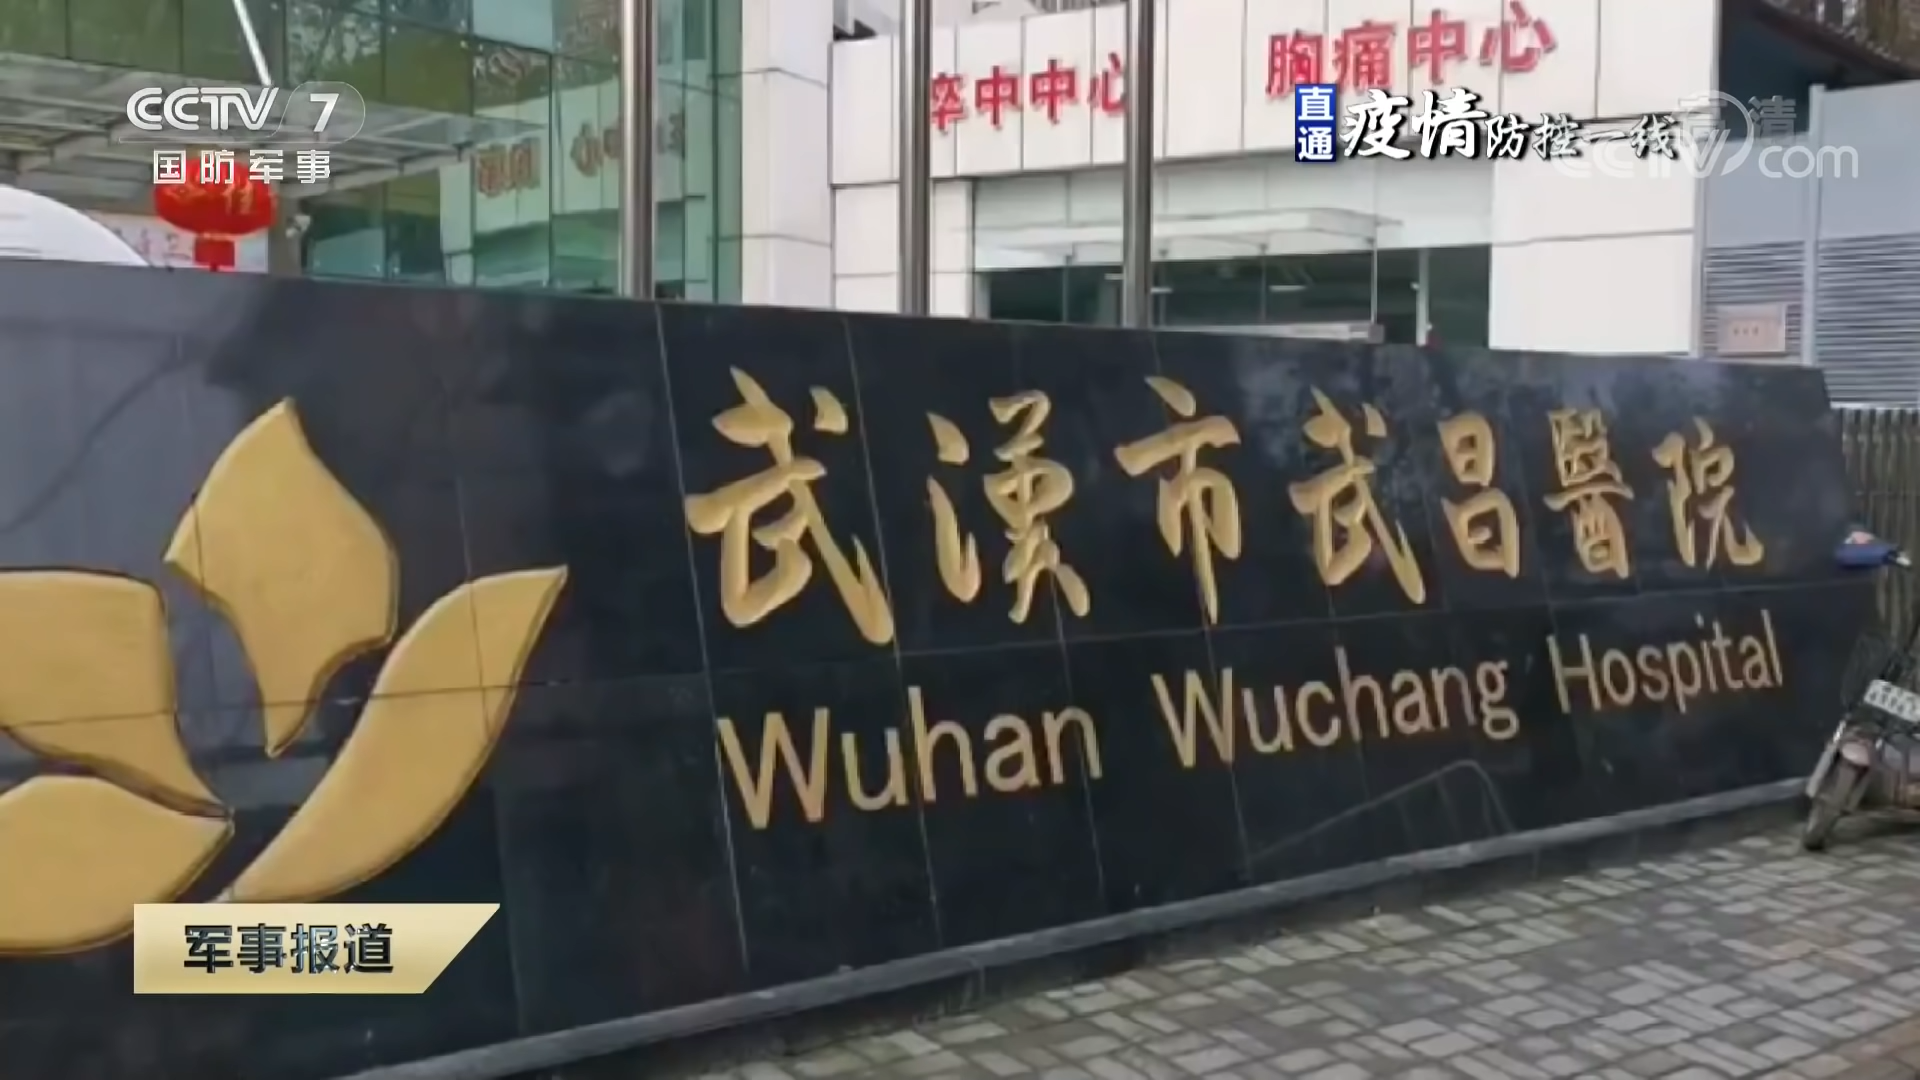 卒中中心
胸痛中心
CCTV 7
国防军事
直通
疫情防控一线
高清
CCTV com
武漢市武昌醫院
Wuhan Wuchang Hospital
军事报道